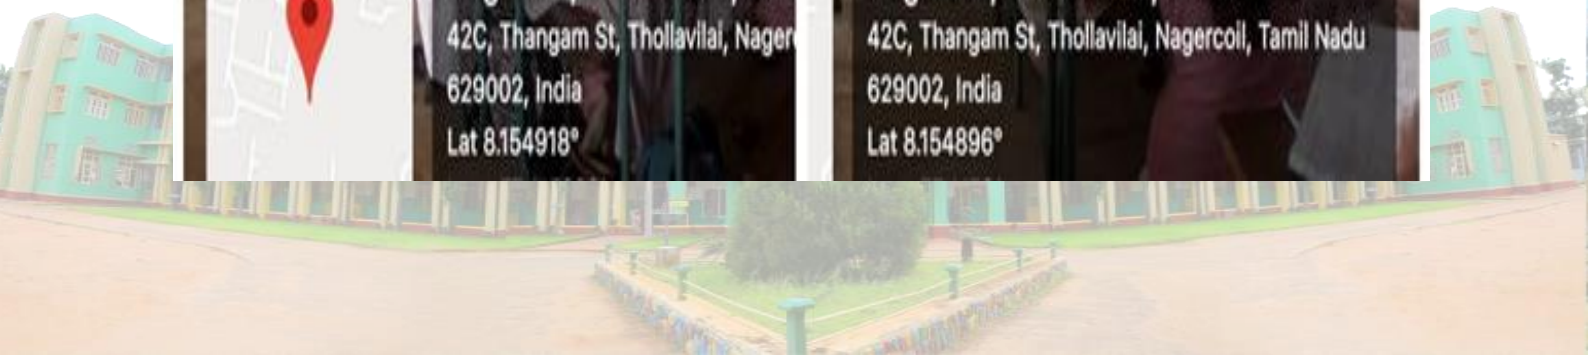 42C, Thangam St, Thollavilai, Nager
629002, India
Lat 8.154918°
42C, Thangam St, Thollavilai, Nagercoil, Tamil Nadu
629002, India
Lat 8.154896°